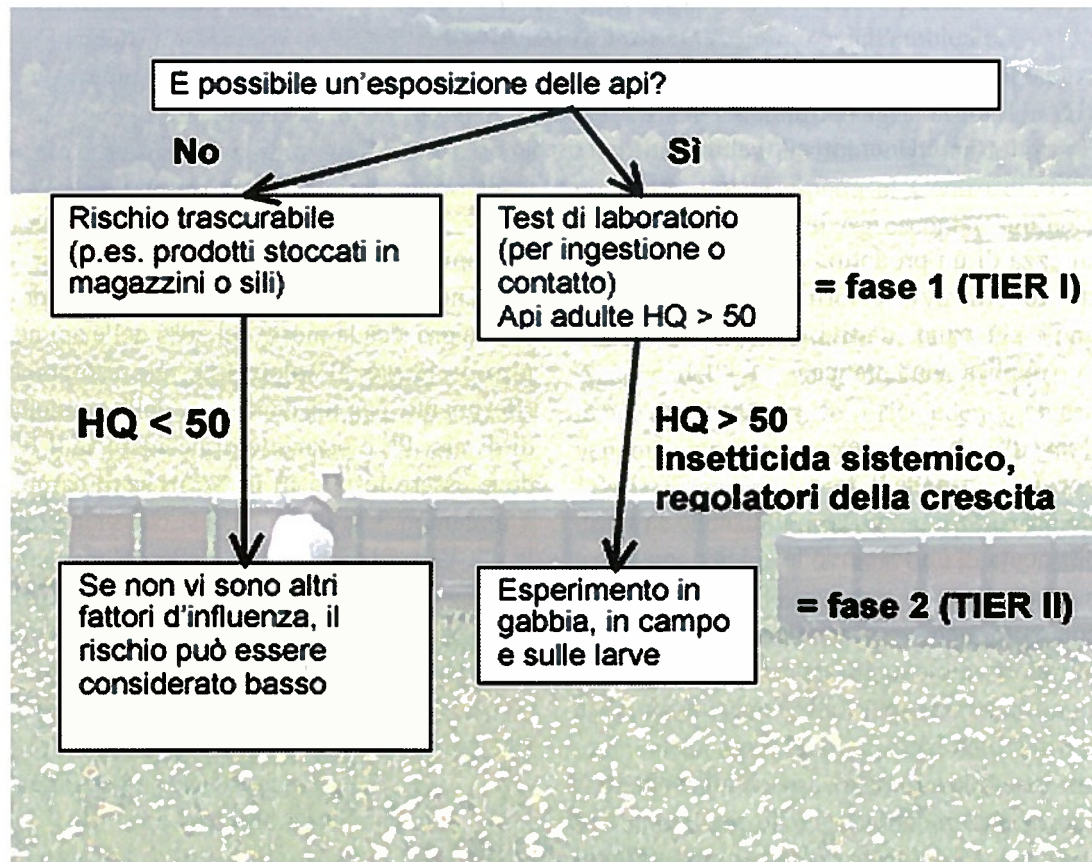 E possibile un'esposizione delle api?
No
Sì
Rischio trascurabile
(p.es. prodotti stoccati in
magazzini o sili)
Test di laboratorio
(per ingestione o
contatto)
Api adulte HQ > 50
= fase 1 (TIER I)
HQ < 50
HQ > 50
Insetticida sistemico,
regolatori della crescita
Se non vi sono altri
fattori d'influenza, il
rischio può essere
considerato basso
Esperimento in
gabbia, in campo
e sulle larve
= fase 2 (TIER II)